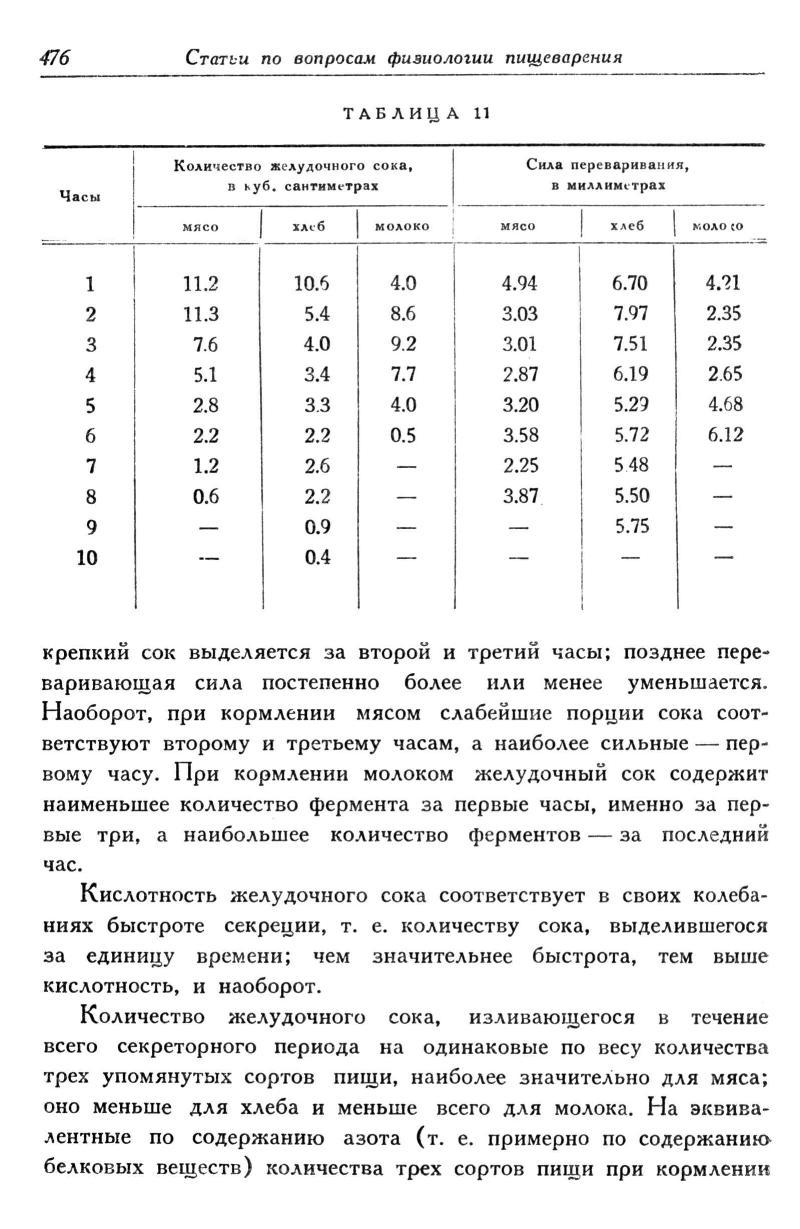 476 Статьи по вопросам физиологии пищеварения
ТАБЛИЦА 11
Часы Количество желудочного сока, в куб. сантиметрах Сила переваривания, в миллиметрах
мясо хлеб молоко мясо хлеб молоко
1 11.2 10.6 4.0 4.94 6.70 4.21
2 11.3 5.4 8.6 3.03 7.97 2.35
3 7.6 4.0 9.2 3.01 7.51 2.35
4 5.1 3.4 7.7 2.87 6.19 2.65
5 2.8 3.3 4.0 3.20 5.29 4.68
6 2.2 2.2 0.5 3.58 5.72 6.12
7 1.2 2.6 — 2.25 5.48 —
8 0.6 2.2 — 3.87 5.50 —
9 — 0.9 — — 5.75 —
10 — 0.4 — — — —
крепкий сок выделяется за второй и третий часы; позднее пере-
варивающая сила постепенно более или менее уменьшается.
Наоборот, при кормлении мясом слабейшие порции сока соот-
ветствуют второму и третьему часам, а наиболее сильные — пер-
вому часу. При кормлении молоком желудочный сок содержит
наименьшее количество фермента за первые часы, именно за пер-
вые три, а наибольшее количество ферментов — за последний
час.
Кислотность желудочного сока соответствует в своих колеба-
ниях быстроте секреции, т. е. количеству сока, выделившегося
за единицу времени; чем значительнее быстрота, тем выше
кислотность, и наоборот.
Количество желудочного сока, изливающегося в течение
всего секреторного периода на одинаковые по весу количества
трех упомянутых сортов пищи, наиболее значительно для мяса;
оно меньше для хлеба и меньше всего для молока. На эквива-
лентные по содержанию азота (т. е. примерно по содержанию
белковых веществ) количества трех сортов пищи при кормлении